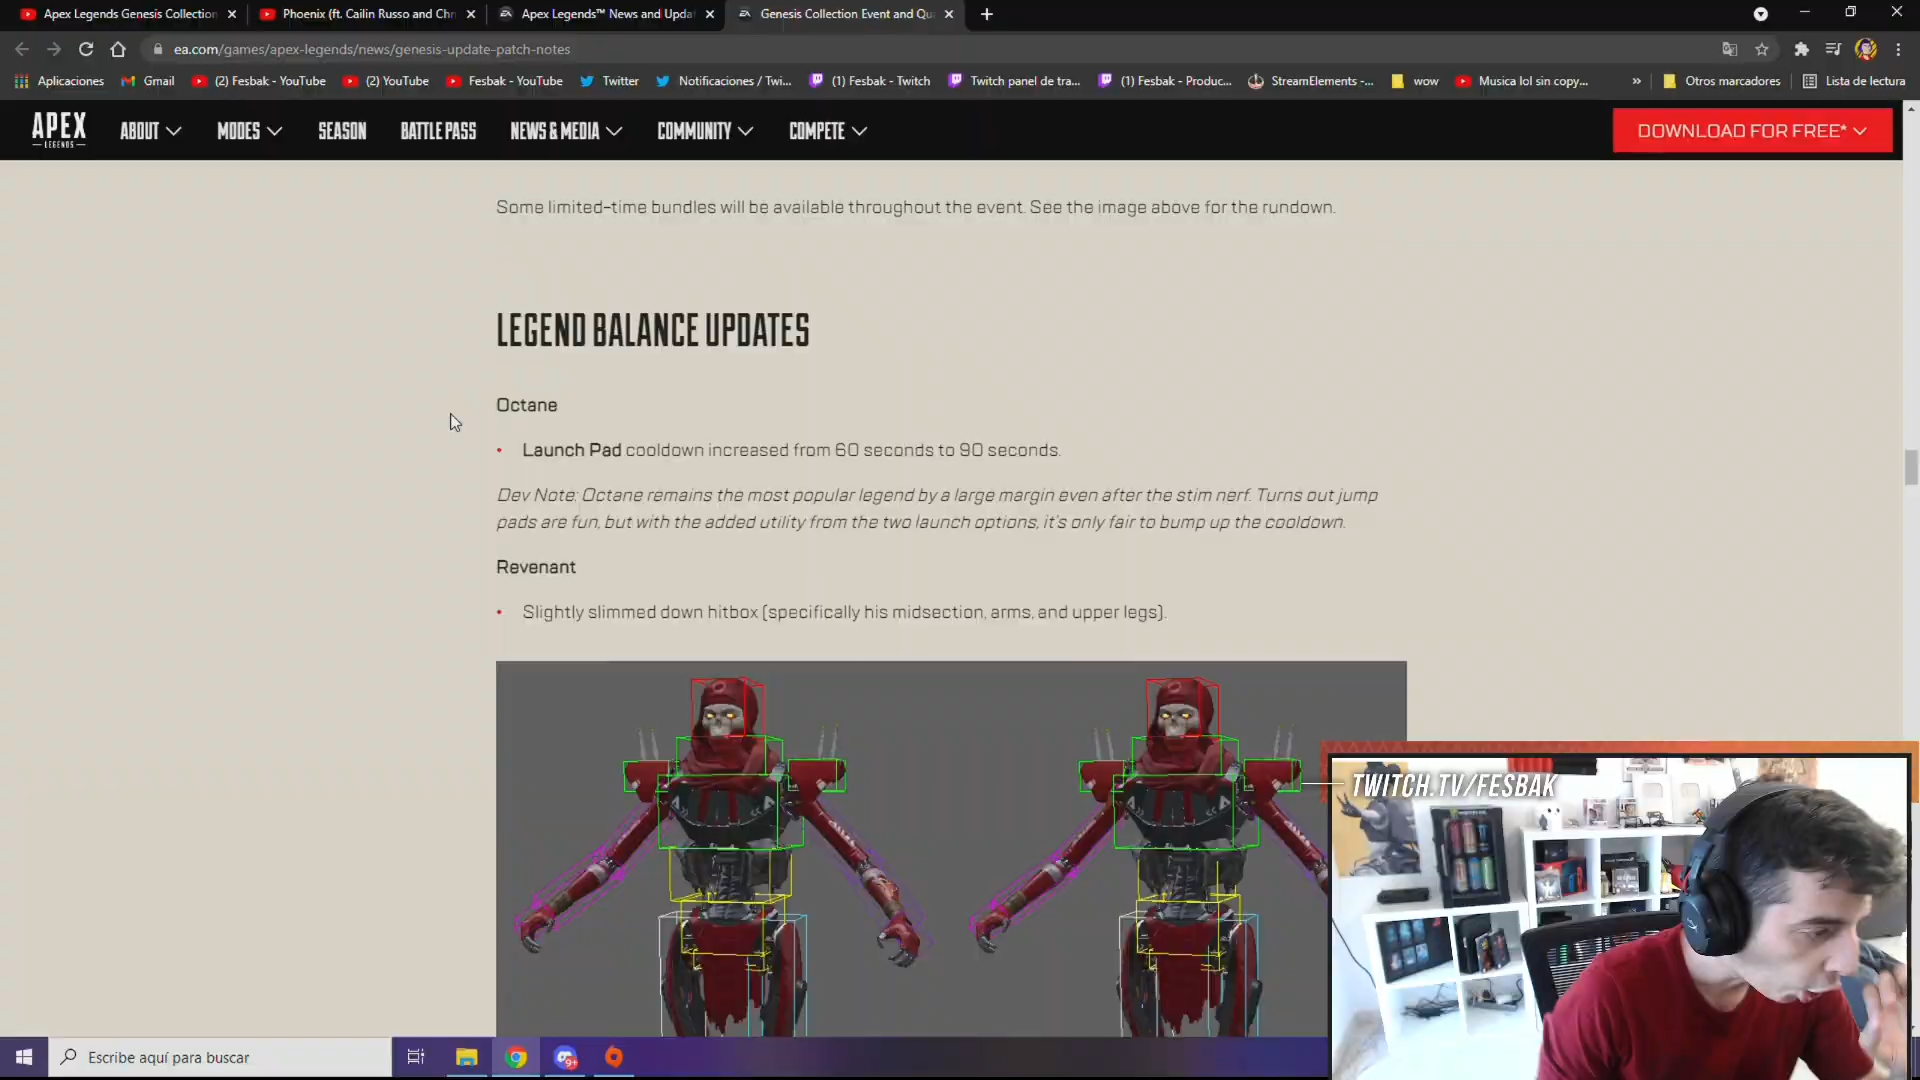 Apex Legends Genesis Collection
Phoenix (ft. Cailin Russo and Chr
Apex Legends™ News and Upda
Genesis Collection Event and Qu
ea.com/games/apex-legends/news/genesis-update-patch-notes
Aplicaciones
Gmail
(2) Fesbak - YouTube
(2) YouTube
Fesbak - YouTube
Twitter
Notificaciones / Twi...
(1) Fesbak - Twitch
Twitch panel de tra...
(1) Fesbak - Produc...
StreamElements -...
wow
Musica lol sin copy...
»
Otros marcadores
Lista de lectura
APEX
LEGENDS
ABOUT
MODES
SEASON
BATTLE PASS
NEWS & MEDIA
COMMUNITY
COMPETE
DOWNLOAD FOR FREE*
Some limited-time bundles will be available throughout the event. See the image above for the rundown.
LEGEND BALANCE UPDATES
Octane
• Launch Pad cooldown increased from 60 seconds to 90 seconds.
Dev Note: Octane remains the most popular legend by a large margin even after the stim nerf. Turns out jump
pads are fun, but with the added utility from the two launch options, it's only fair to bump up the cooldown.
Revenant
• Slightly slimmed down hitbox (specifically his midsection, arms, and upper legs).
TWITCH.TV/FESBAK
Escribe aquí para buscar
9+